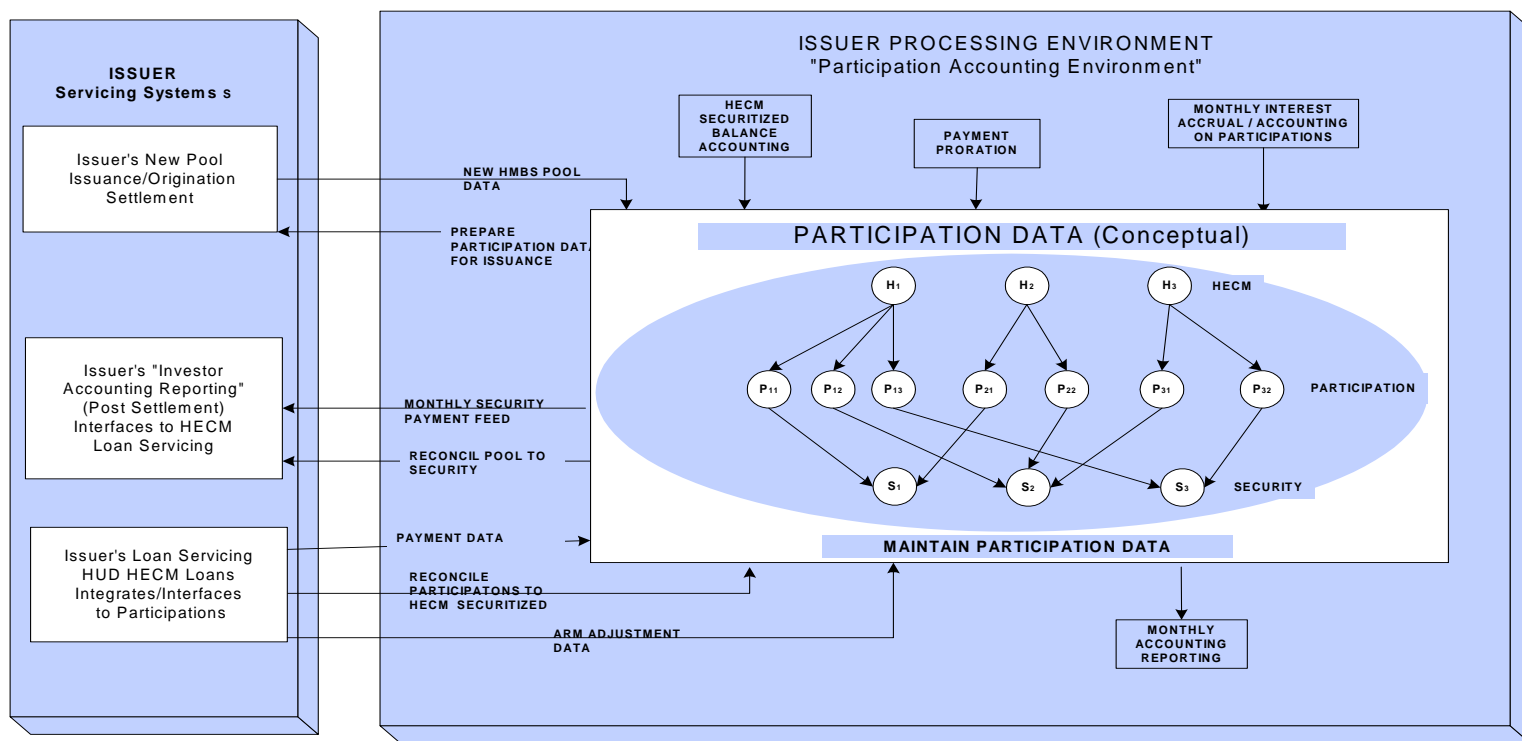 ISSUER
Servicing Systems s
Issuer's New Pool
Issuance/Origination
Settlement
Issuer's "Investor
Accounting Reporting"
(Post Settlement)
Interfaces to HECM
Loan Servicing
Issuer's Loan Servicing
HUD HECM Loans
Integrates/Interfaces
to Participations
NEW HMBS POOL
DATA
PREPARE
PARTICIPATION DATA
FOR ISSUANCE
MONTHLY SECURITY
PAYMENT FEED
RECONCIL POOL TO
SECURITY
PAYMENT DATA
RECONCILE
PARTICIPATONS TO
HECM SECURITIZED
ARM ADJUSTMENT
DATA
ISSUER PROCESSING ENVIRONMENT
"Participation Accounting Environment"
HECM
SECURITIZED
BALANCE
ACCOUNTING
PAYMENT
PRORATION
MONTHLY INTEREST
ACCRUAL / ACCOUNTING
ON PARTICIPATIONS
PARTICIPATION DATA (Conceptual)
H1 H2 H3 HECM
P11 P12 P13 P21 P22 P31 P32 PARTICIPATION
S1 S2 S3 SECURITY
MAINTAIN PARTICIPATION DATA
MONTHLY
ACCOUNTING
REPORTING